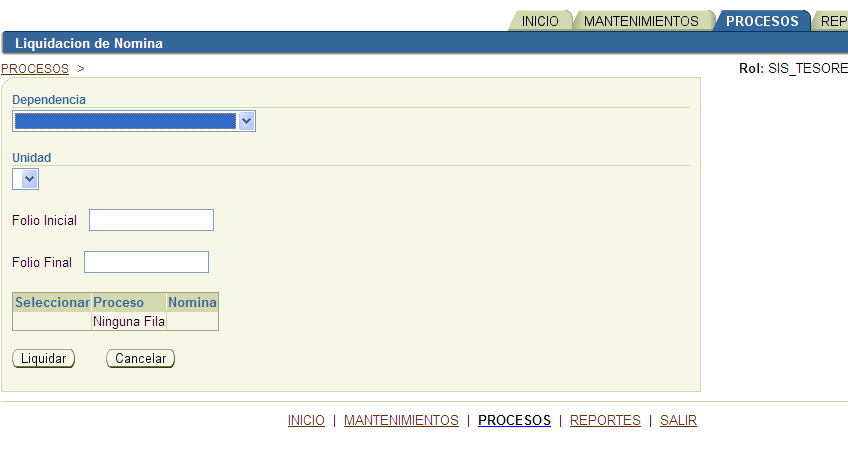 INICIO MANTENIMIENTOS PROCESOS REP
Liquidacion de Nomina
PROCESOS > Rol: SIS_TESORE
Dependencia
Unidad
Folio Inicial
Folio Final
Seleccionar Proceso Nomina
Ninguna Fila
Liquidar Cancelar
INICIO | MANTENIMIENTOS | PROCESOS | REPORTES | SALIR